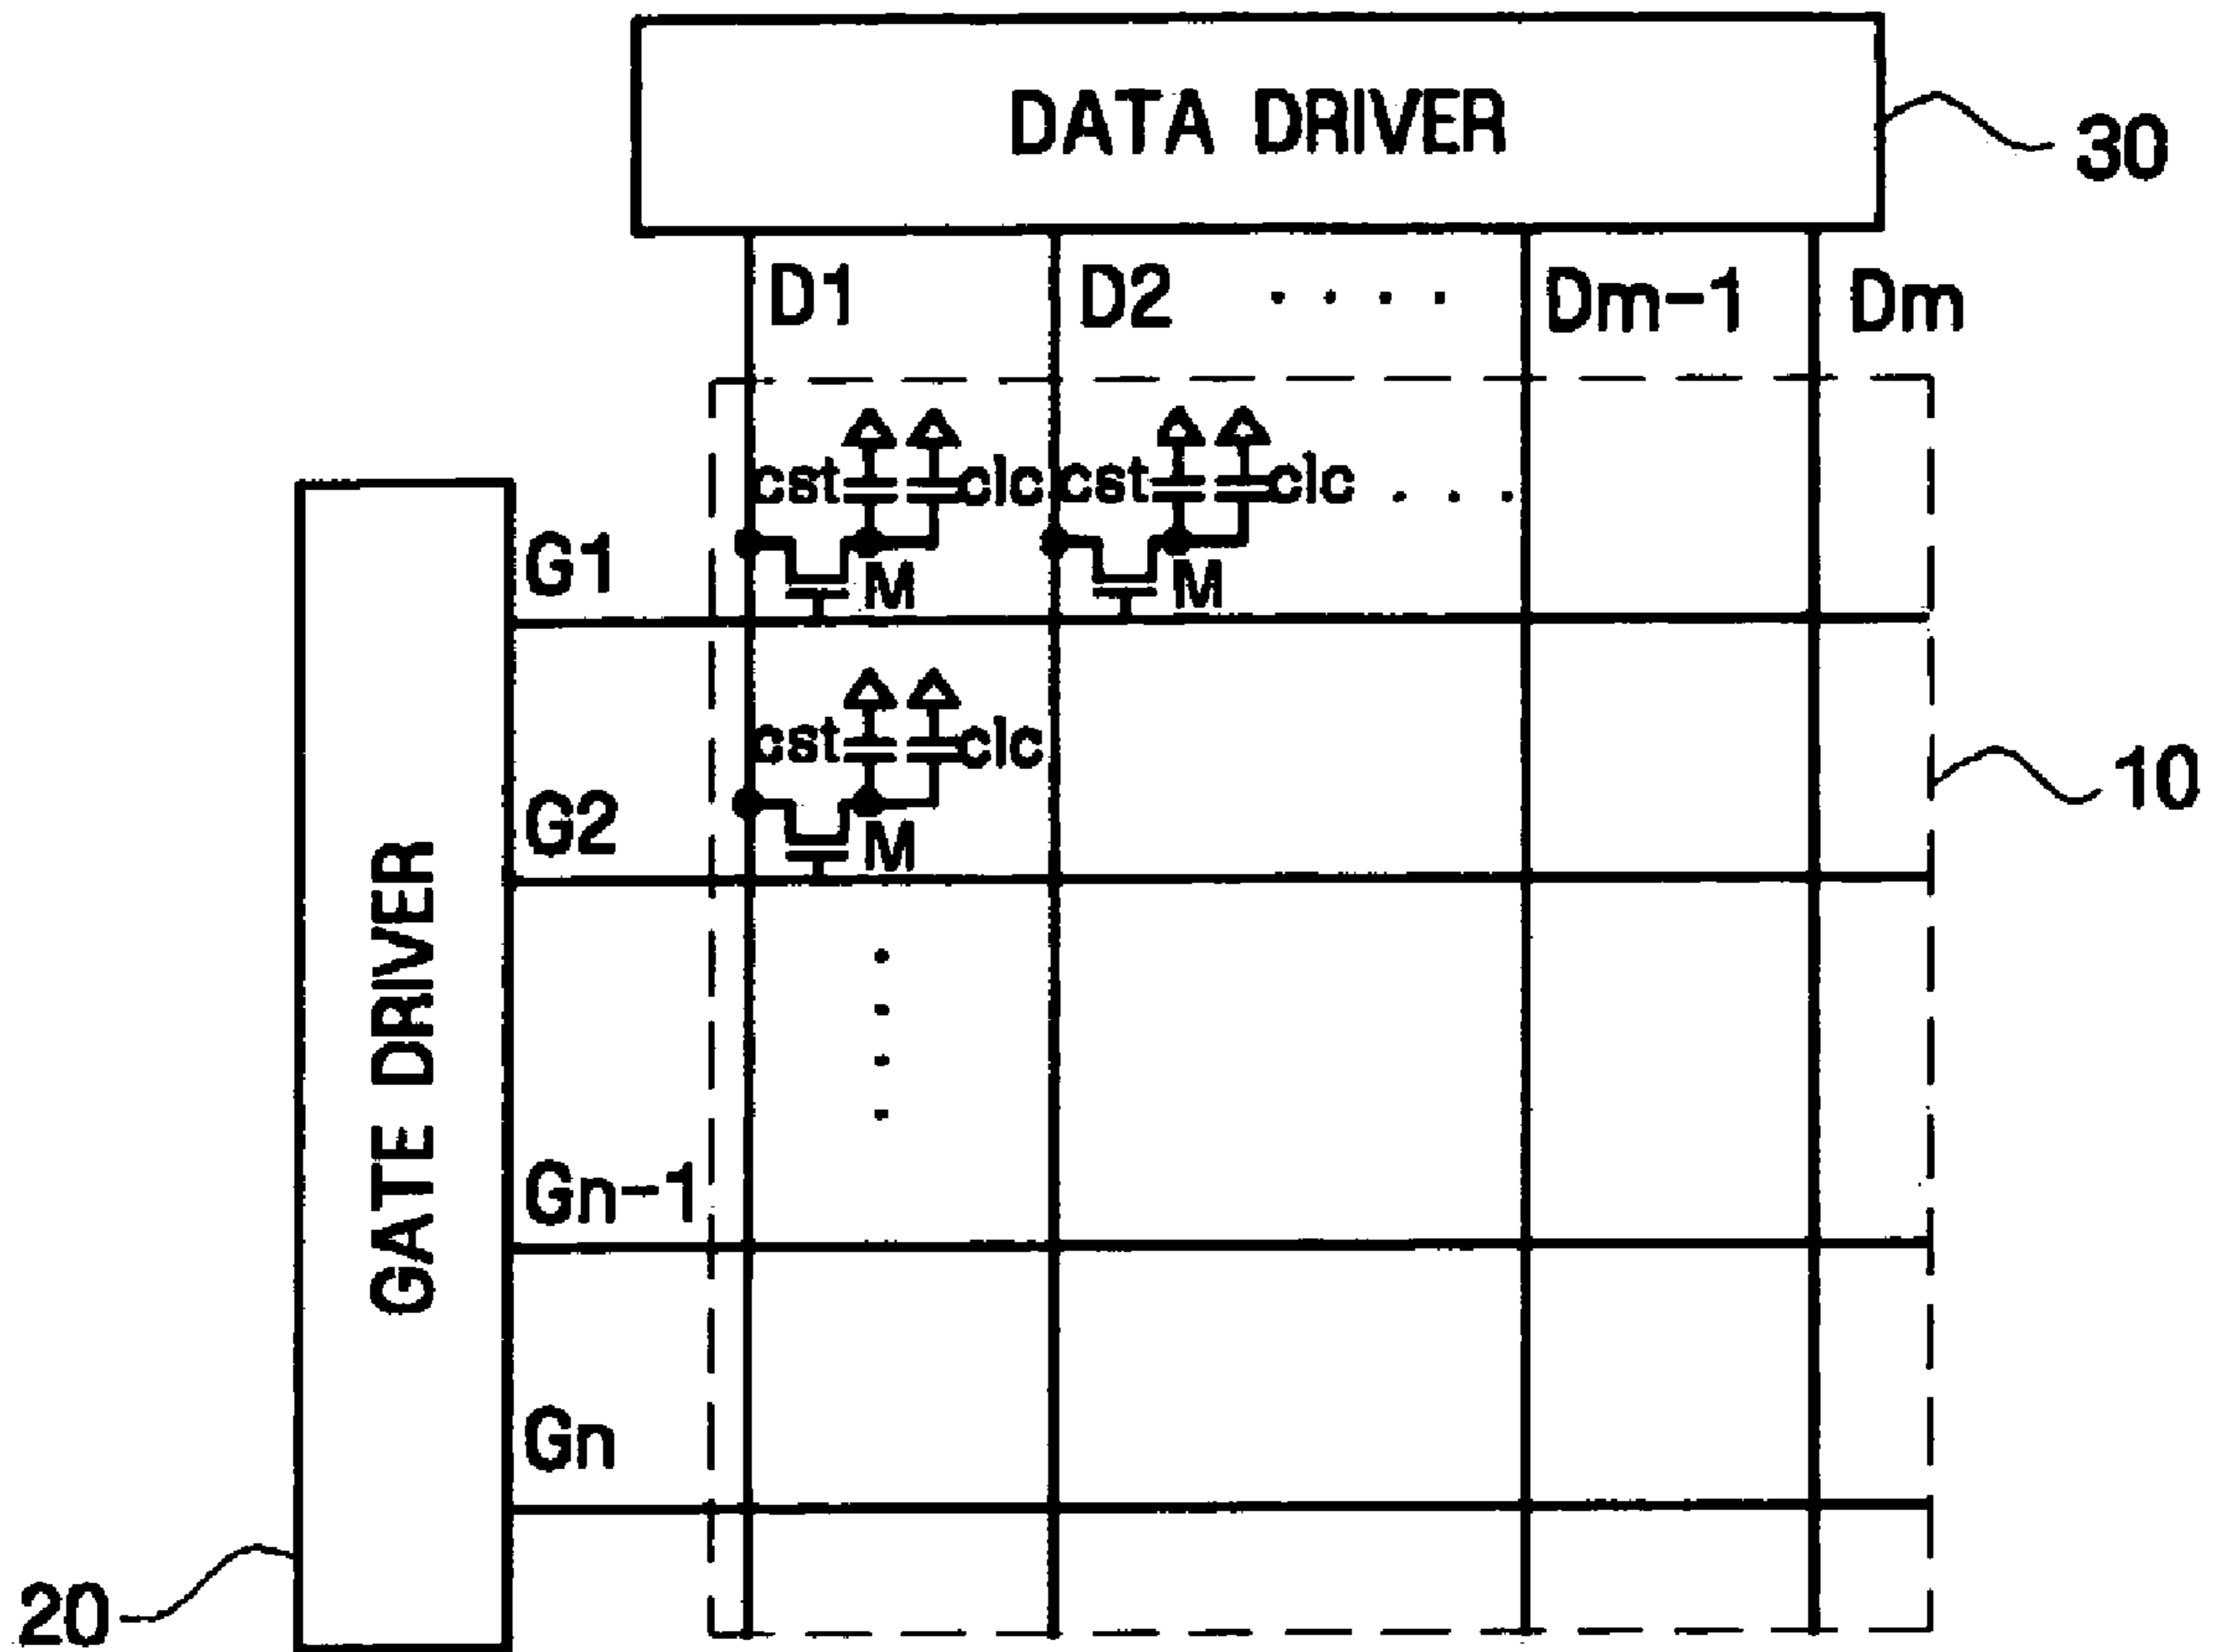 DATA DRIVER
30
D1 D2 .... Dm-1 Dm
cst clc cst clc ...
G1
M M
cst clc
10
G2
M
GATE DRIVER
Gn-1
Gn
20